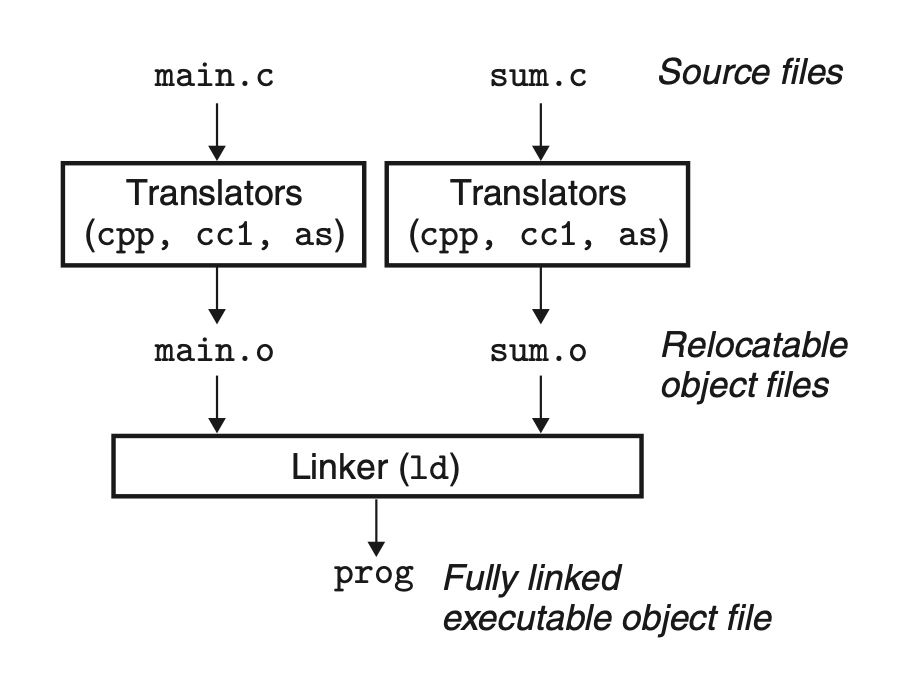 main.c
sum.c
Source files
Translators
(cpp, cc1, as)
Translators
(cpp, cc1, as)
main.o
sum.o
Relocatable
object files
Linker (ld)
prog
Fully linked
executable object file